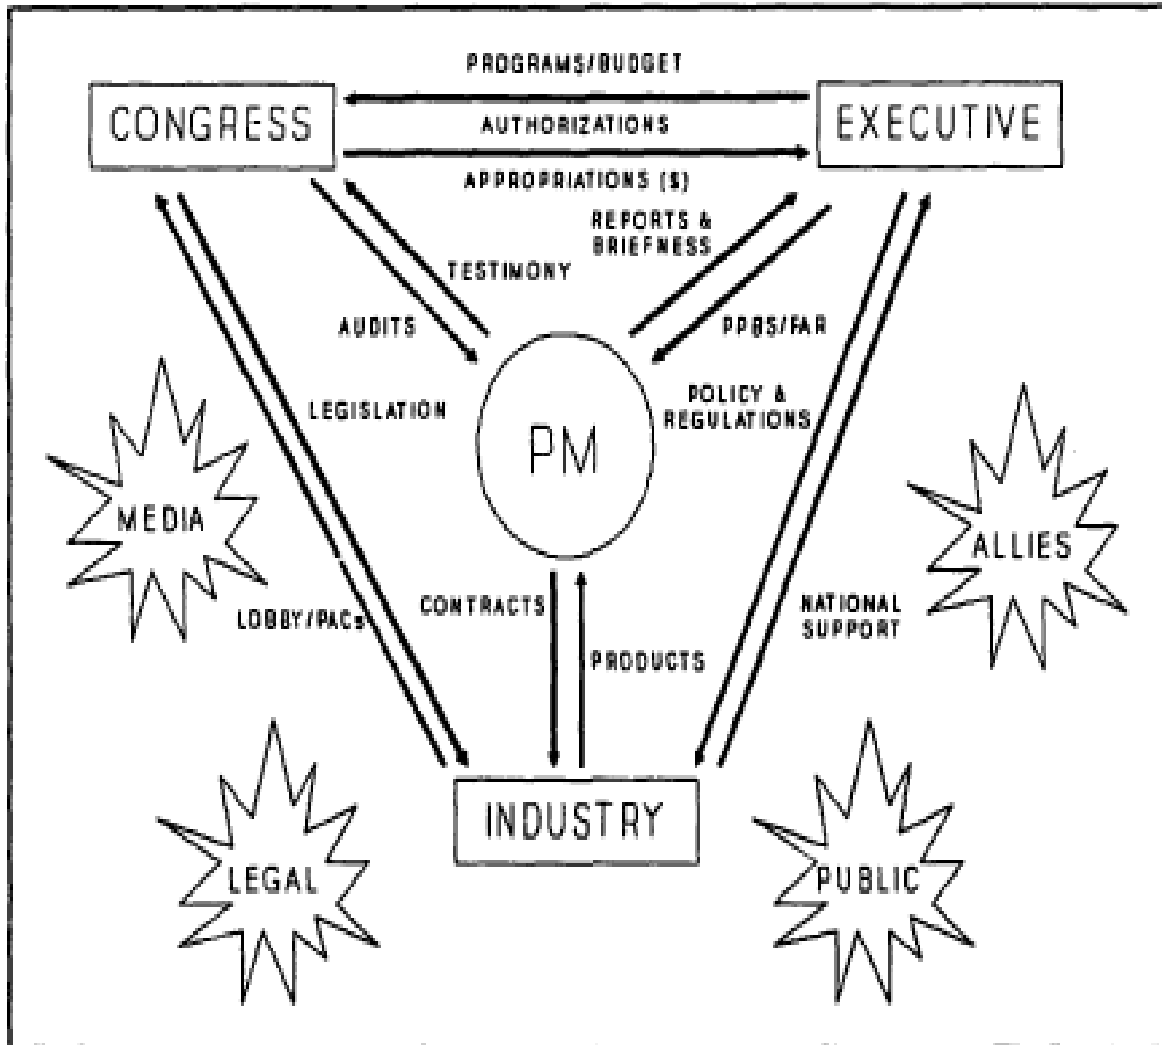 PROGRAMS/BUDGET
CONGRESS
EXECUTIVE
AUTHORIZATIONS
APPROPRIATIONS ($)
REPORTS &
BRIEFNESS
TESTIMONY
AUDITS
PPBS/FAR
LEGISLATION
POLICY &
REGULATIONS
PM
MEDIA
ALLIES
CONTRACTS
LOBBY/PACs
NATIONAL
SUPPORT
PRODUCTS
INDUSTRY
LEGAL
PUBLIC